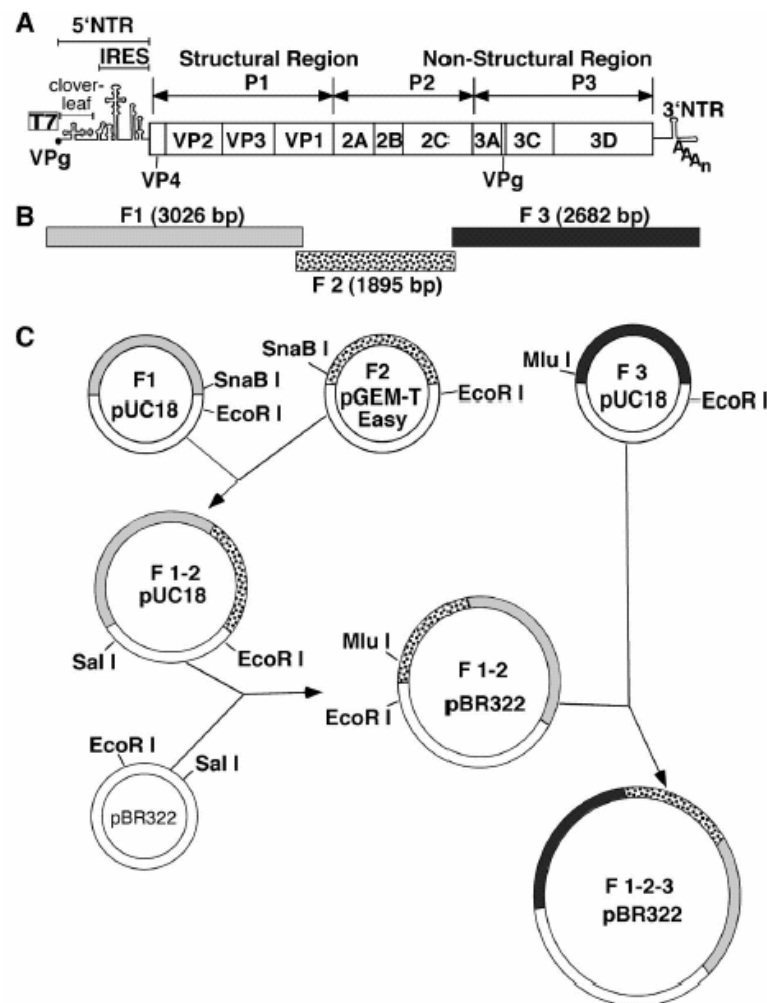 A
5‘NTR
IRES
Structural Region
Non-Structural Region
P1
P2
P3
clover-
leaf
3‘NTR
T7
VP2
VP3
VP1
2A
2B
2C
3A
3C
3D
AAAn
VPg
VP4
VPg
B
F1 (3026 bp)
F 3 (2682 bp)
F 2 (1895 bp)
C
SnaB I
Mlu I
F1
pUC18
SnaB I
EcoR I
F2
pGEM-T
Easy
EcoR I
F 3
pUC18
EcoR I
F 1-2
pUC18
Sal I
EcoR I
Mlu I
F 1-2
pBR322
EcoR I
EcoR I
Sal I
pBR322
F 1-2-3
pBR322